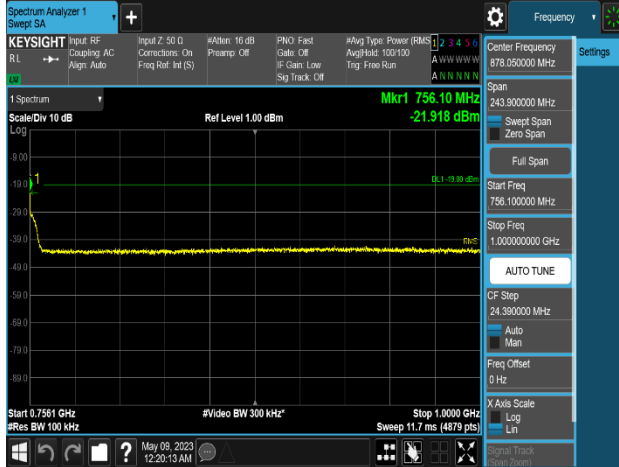 Spectrum Analyzer 1
Swept SA
+
Frequency
KEYSIGHT
RL
LXI
Input: RF
Coupling: AC
Align: Auto
Input Z: 50 Ω
Corrections: On
Freq Ref: Int (S)
#Atten: 16 dB
Preamp: Off
PNO: Fast
Gate: Off
IF Gain: Low
Sig Track: Off
#Avg Type: Power (RMS
Avg|Hold: 100/100
Trig: Free Run
1 2 3 4 5 6
A W W W W W
A N N N N N
1 Spectrum
Scale/Div 10 dB
Log
Ref Level 1.00 dBm
Mkr1 756.10 MHz
-21.918 dBm
-9.00
1
DL1 -19.00 dBm
-19.0
-29.0
-39.0
RMS
-49.0
-59.0
-69.0
-79.0
-89.0
Start 0.7561 GHz
#Res BW 100 kHz
#Video BW 300 kHz*
Stop 1.0000 GHz
Sweep 11.7 ms (4879 pts)
?
May 09, 2023
12:20:13 AM
Center Frequency
878.050000 MHz
Settings
Span
243.900000 MHz
Swept Span
Zero Span
Full Span
Start Freq
756.100000 MHz
Stop Freq
1.000000000 GHz
AUTO TUNE
CF Step
24.390000 MHz
Auto
Man
Freq Offset
0 Hz
X Axis Scale
Log
Lin
Signal Track
(Span Zoom)